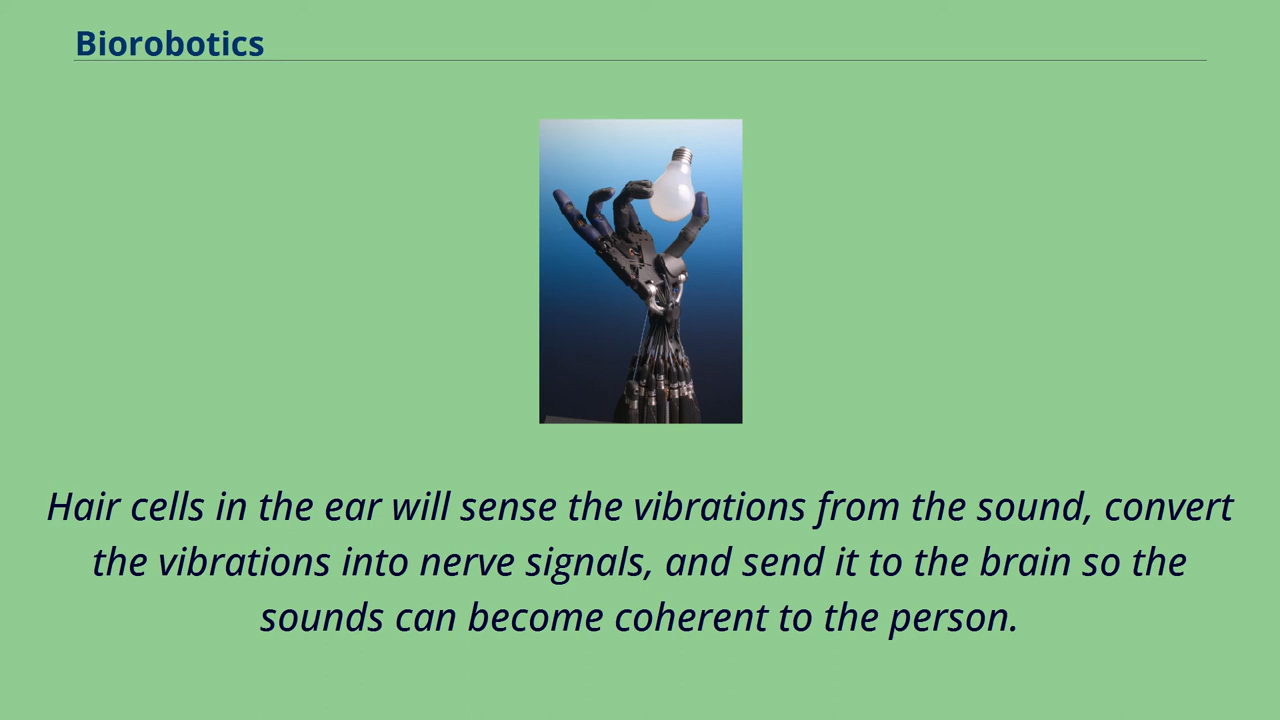 Biorobotics
Hair cells in the ear will sense the vibrations from the sound, convert
the vibrations into nerve signals, and send it to the brain so the
sounds can become coherent to the person.